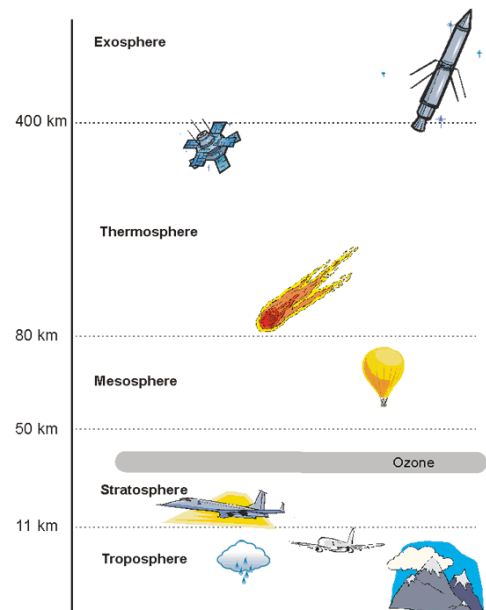 Exosphere
400 km
Thermosphere
80 km
Mesosphere
50 km
Ozone
Stratosphere
11 km
Troposphere